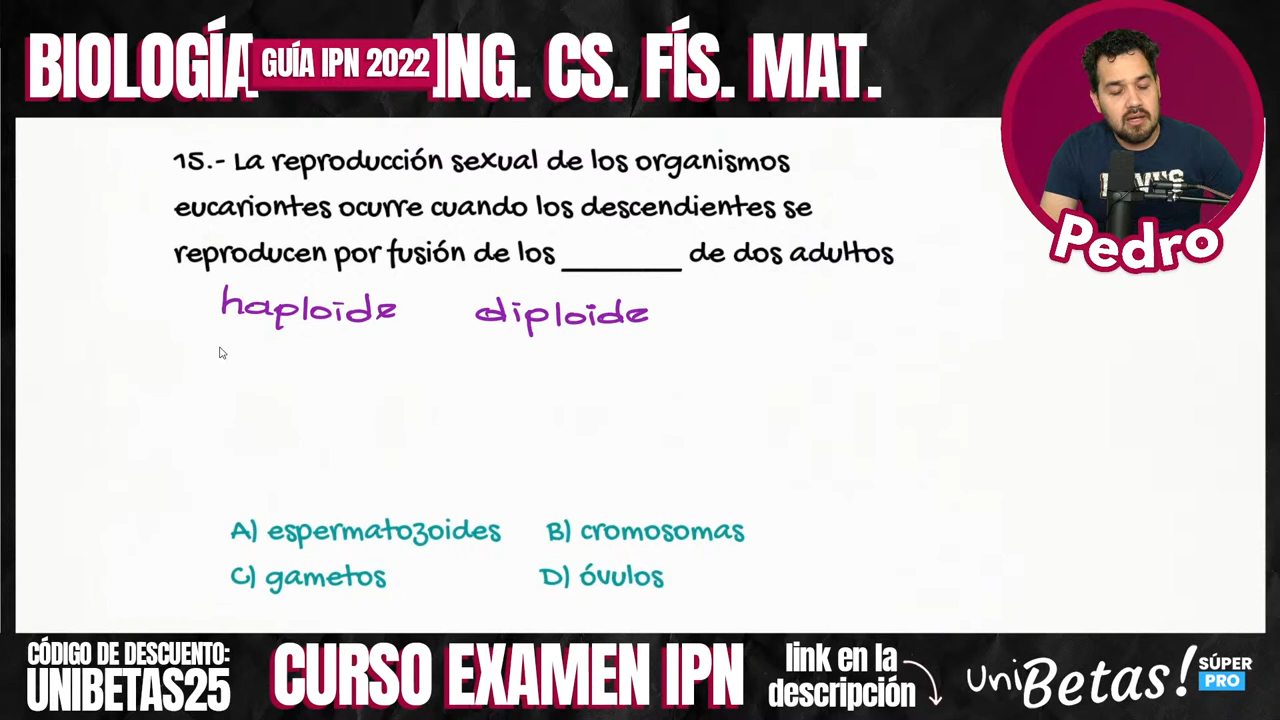 BIOLOGÍA GUÍA IPN 2022 ING. CS. FÍS. MAT.
Pedro
15.- La reproducción sexual de los organismos
eucariontes ocurre cuando los descendientes se
reproducen por fusión de los ________ de dos adultos
haploide diploide
A) espermatozoides B) cromosomas
C) gametos D) óvulos
CÓDIGO DE DESCUENTO:
UNIBETAS25
CURSO EXAMEN IPN
link en la
descripción
UniBetas! SÚPER
PRO